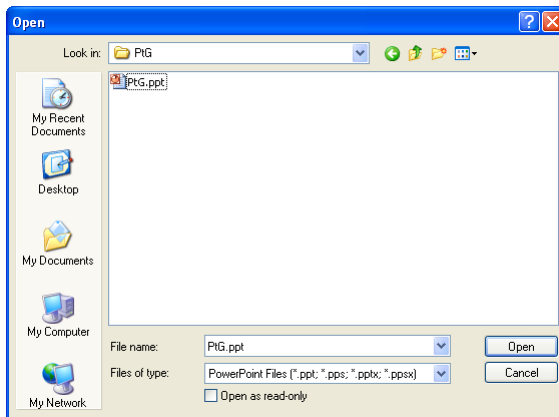 Open
Look in:
PtG
PtG.ppt
My Recent
Documents
Desktop
My Documents
My Computer
My Network
File name:
PtG.ppt
Open
Files of type:
PowerPoint Files (*.ppt; *.pps; *.pptx; *.ppsx)
Cancel
Open as read-only